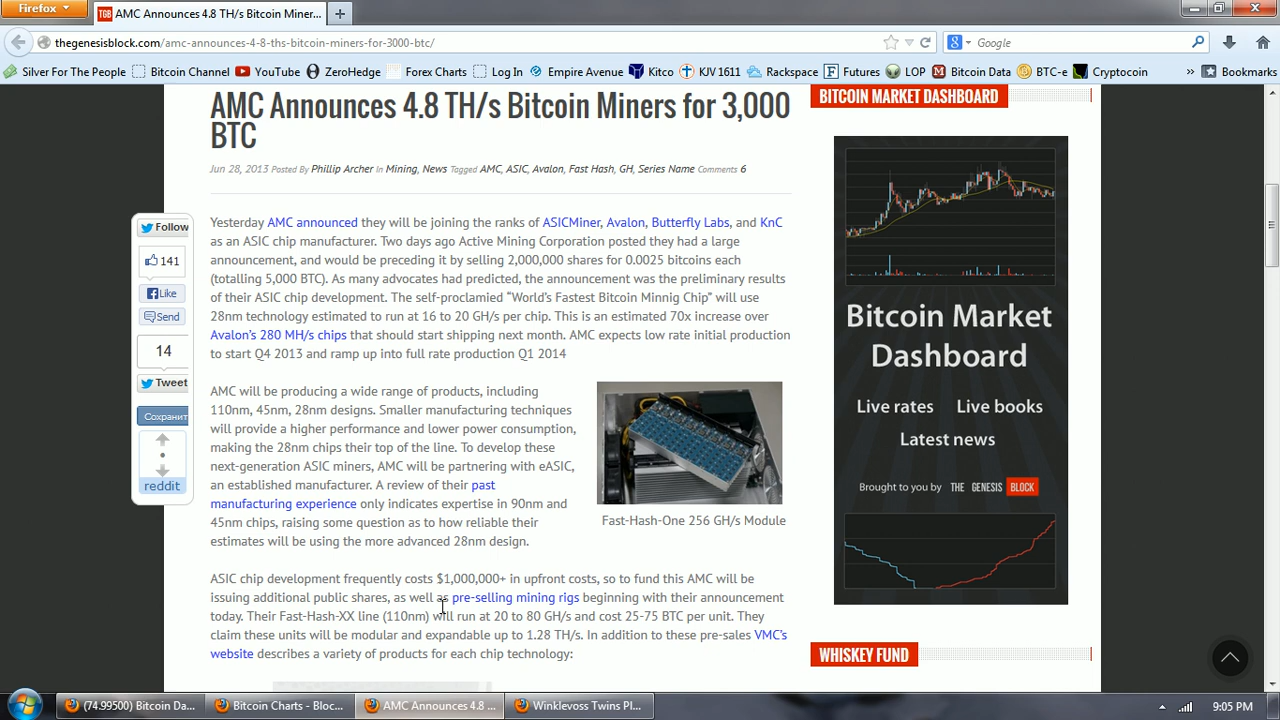 Firefox
TGB AMC Announces 4.8 TH/s Bitcoin Miner... +
thegenesisblock.com/amc-announces-4-8-ths-bitcoin-miners-for-3000-btc/
Google
Silver For The People Bitcoin Channel YouTube ZeroHedge Forex Charts Log In Empire Avenue Kitco KJV 1611 Rackspace Futures LOP Bitcoin Data BTC-e Cryptocoin » Bookmarks
AMC Announces 4.8 TH/s Bitcoin Miners for 3,000
BTC
Jun 28, 2013 Posted By Phillip Archer In Mining, News Tagged AMC, ASIC, Avalon, Fast Hash, GH, Series Name Comments 6
Follow
141
Like
Send
14
Tweet
Сохранит
reddit
Yesterday AMC announced they will be joining the ranks of ASICMiner, Avalon, Butterfly Labs, and KnC
as an ASIC chip manufacturer. Two days ago Active Mining Corporation posted they had a large
announcement, and would be preceding it by selling 2,000,000 shares for 0.0025 bitcoins each
(totalling 5,000 BTC). As many advocates had predicted, the announcement was the preliminary results
of their ASIC chip development. The self-proclamied “World’s Fastest Bitcoin Minnig Chip” will use
28nm technology estimated to run at 16 to 20 GH/s per chip. This is an estimated 70x increase over
Avalon’s 280 MH/s chips that should start shipping next month. AMC expects low rate initial production
to start Q4 2013 and ramp up into full rate production Q1 2014
AMC will be producing a wide range of products, including
110nm, 45nm, 28nm designs. Smaller manufacturing techniques
will provide a higher performance and lower power consumption,
making the 28nm chips their top of the line. To develop these
next-generation ASIC miners, AMC will be partnering with eASIC,
an established manufacturer. A review of their past
manufacturing experience only indicates expertise in 90nm and
45nm chips, raising some question as to how reliable their
estimates will be using the more advanced 28nm design.
Fast-Hash-One 256 GH/s Module
ASIC chip development frequently costs $1,000,000+ in upfront costs, so to fund this AMC will be
issuing additional public shares, as well as pre-selling mining rigs beginning with their announcement
today. Their Fast-Hash-XX line (110nm) will run at 20 to 80 GH/s and cost 25-75 BTC per unit. They
claim these units will be modular and expandable up to 1.28 TH/s. In addition to these pre-sales VMC’s
website describes a variety of products for each chip technology:
BITCOIN MARKET DASHBOARD
Bitcoin Market
Dashboard
Live rates Live books
Latest news
Brought to you by THE GENESIS BLOCK
WHISKEY FUND
(74.99500) Bitcoin Da... Bitcoin Charts - Bloc... AMC Announces 4.8 ... Winklevoss Twins Pl... 9:05 PM